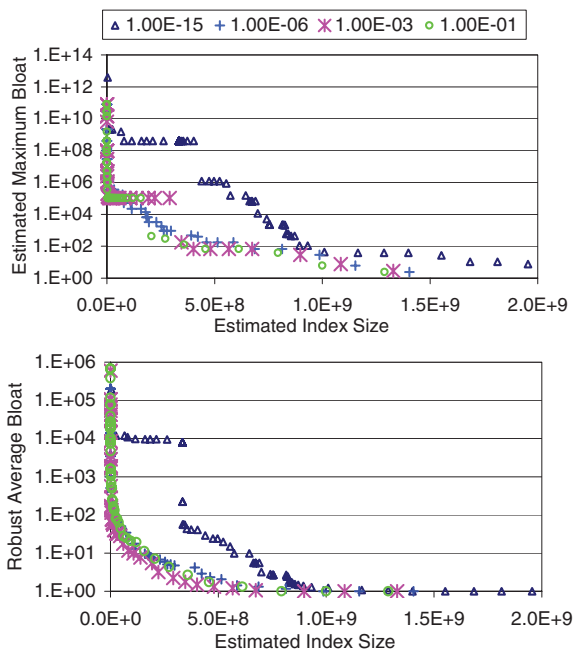 1.00E-15 1.00E-06 1.00E-03 1.00E-01
Estimated Maximum Bloat
1.E+14
1.E+12
1.E+10
1.E+08
1.E+06
1.E+04
1.E+02
1.E+00
0.0E+0 5.0E+8 1.0E+9 1.5E+9 2.0E+9
Estimated Index Size
Robust Average Bloat
1.E+06
1.E+05
1.E+04
1.E+03
1.E+02
1.E+01
1.E+00
0.0E+0 5.0E+8 1.0E+9 1.5E+9 2.0E+9
Estimated Index Size